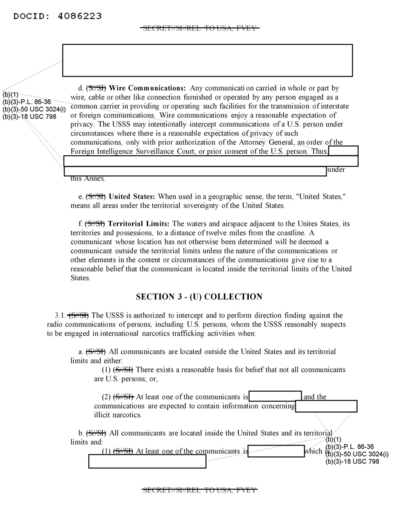 DOCID: 4086223
SECRET//SI//REL TO USA, FVEY
(b)(1)
(b)(3)-P.L. 86-36
(b)(3)-50 USC 3024(i)
(b)(3)-18 USC 798
d. (S//SI) Wire Communications: Any communication carried in whole or part by
wire, cable or other like connection furnished or operated by any person engaged as a
common carrier in providing or operating such facilities for the transmission of interstate
or foreign communications. Wire communications enjoy a reasonable expectation of
privacy. The USSS may intentionally intercept communications of a U.S. person under
circumstances where there is a reasonable expectation of privacy of such
communications, only with prior authorization of the Attorney General, an order of the
Foreign Intelligence Surveillance Court, or prior consent of the U.S. person. Thus,
under
this Annex.
e. (S//SI) United States: When used in a geographic sense, the term, "United States,"
means all areas under the territorial sovereignty of the United States.
f. (S//SI) Territorial Limits: The waters and airspace adjacent to the Unites States, its
territories and possessions, to a distance of twelve miles from the coastline. A
communicant whose location has not otherwise been determined will be deemed a
communicant outside the territorial limits unless the nature of the communications or
other elements in the content or circumstances of the communications give rise to a
reasonable belief that the communicant is located inside the territorial limits of the United
States.
SECTION 3 - (U) COLLECTION
3.1. (S//SI) The USSS is authorized to intercept and to perform direction finding against the
radio communications of persons, including U.S. persons, whom the USSS reasonably suspects
to be engaged in international narcotics trafficking activities when:
a. (S//SI) All communicants are located outside the United States and its territorial
limits and either:
(1) (S//SI) There exists a reasonable basis for belief that not all communicants
are U.S. persons; or,
(2) (S//SI) At least one of the communicants is and the
communications are expected to contain information concerning
illicit narcotics.
b. (S//SI) All communicants are located inside the United States and its territorial
limits and:
(1) (S//SI) At least one of the communicants is which is
(b)(1)
(b)(3)-P.L. 86-36
(b)(3)-50 USC 3024(i)
(b)(3)-18 USC 798
SECRET//SI//REL TO USA, FVEY